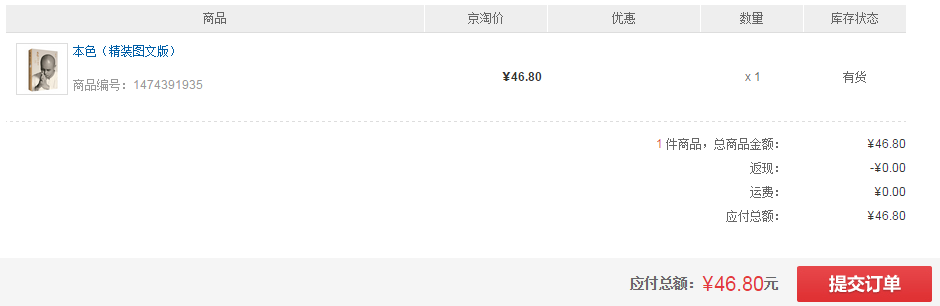 商品 京淘价 优惠 数量 库存状态
本色（精装图文版）
¥46.80 x 1 有货
商品编号：1474391935
1 件商品，总商品金额： ¥46.80
返现： -¥0.00
运费： ¥0.00
应付总额： ¥46.80
应付总额：¥46.80元 提交订单